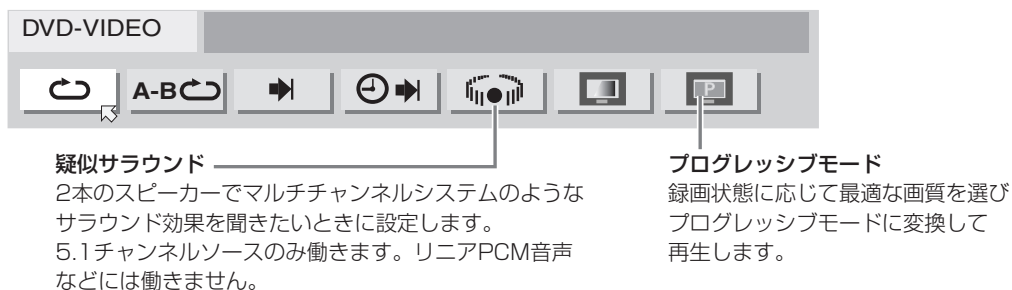 DVD-VIDEO
A-B
P
疑似サラウンド
2本のスピーカーでマルチチャンネルシステムのような
サラウンド効果を聞きたいときに設定します。
5.1チャンネルソースのみ働きます。リニアPCM音声
などには働きません。
プログレッシブモード
録画状態に応じて最適な画質を選び
プログレッシブモードに変換して
再生します。